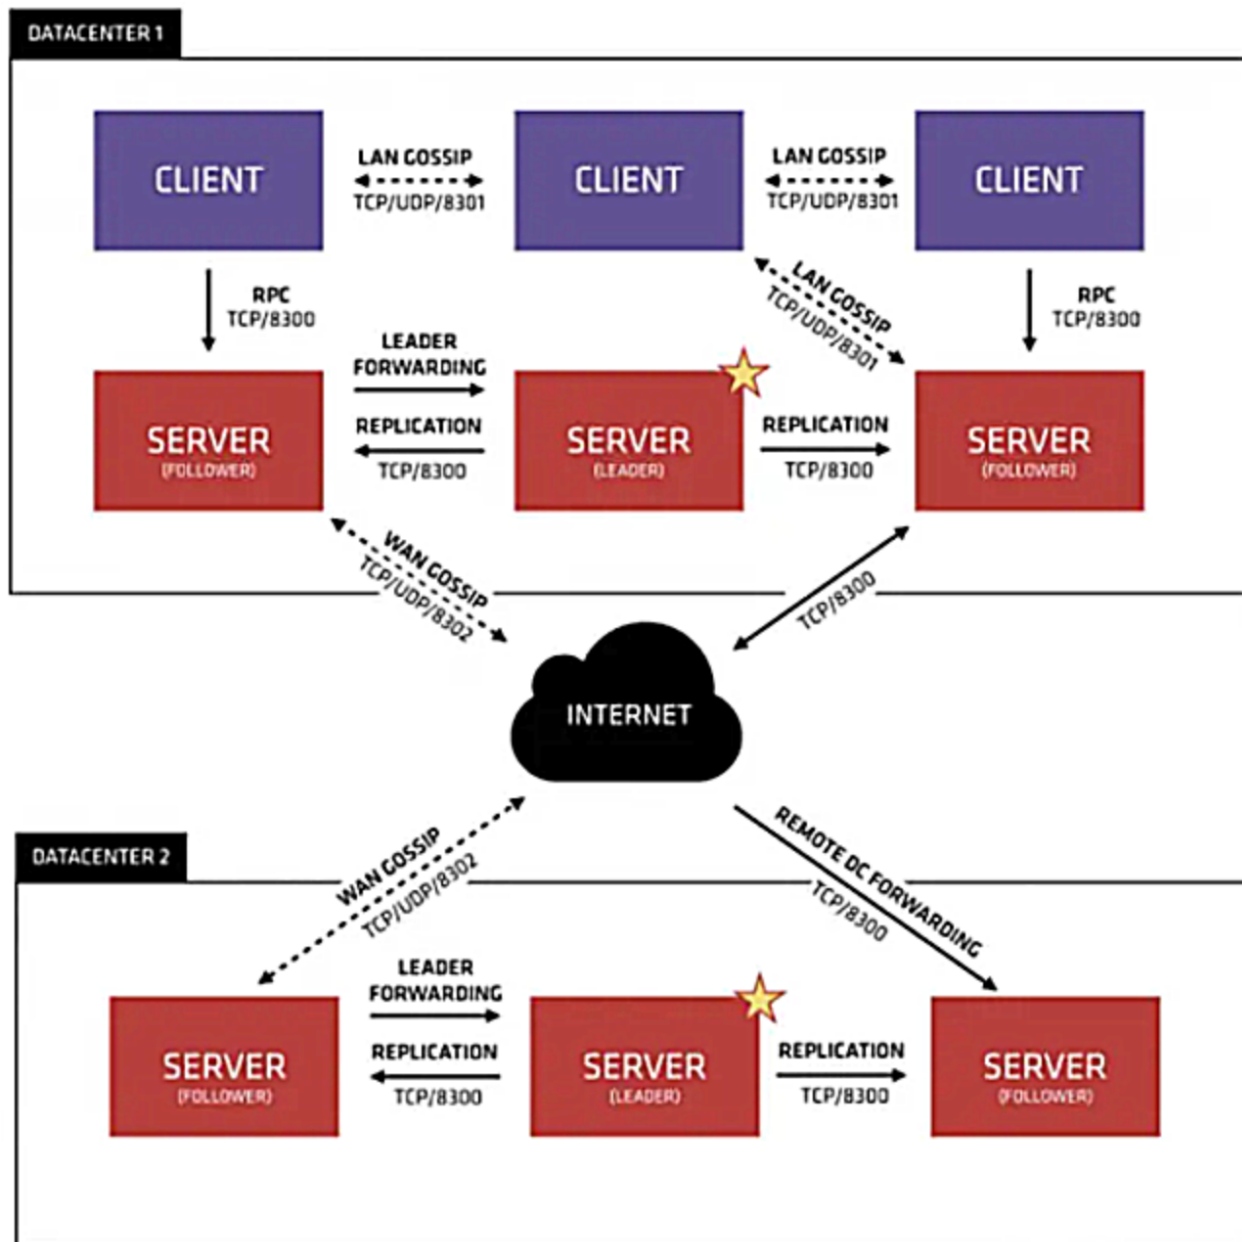 DATACENTER 1
CLIENT
LAN GOSSIP
TCP/UDP/8301
CLIENT
LAN GOSSIP
TCP/UDP/8301
CLIENT
RPC
TCP/8300
LAN GOSSIP
TCP/UDP/8301
RPC
TCP/8300
LEADER
FORWARDING
SERVER
(FOLLOWER)
REPLICATION
TCP/8300
SERVER
(LEADER)
REPLICATION
TCP/8300
SERVER
(FOLLOWER)
WAN GOSSIP
TCP/UDP/8302
TCP/8300
INTERNET
DATACENTER 2
WAN GOSSIP
TCP/UDP/8302
REMOTE DC FORWARDING
TCP/8300
LEADER
FORWARDING
SERVER
(FOLLOWER)
REPLICATION
TCP/8300
SERVER
(LEADER)
REPLICATION
TCP/8300
SERVER
(FOLLOWER)